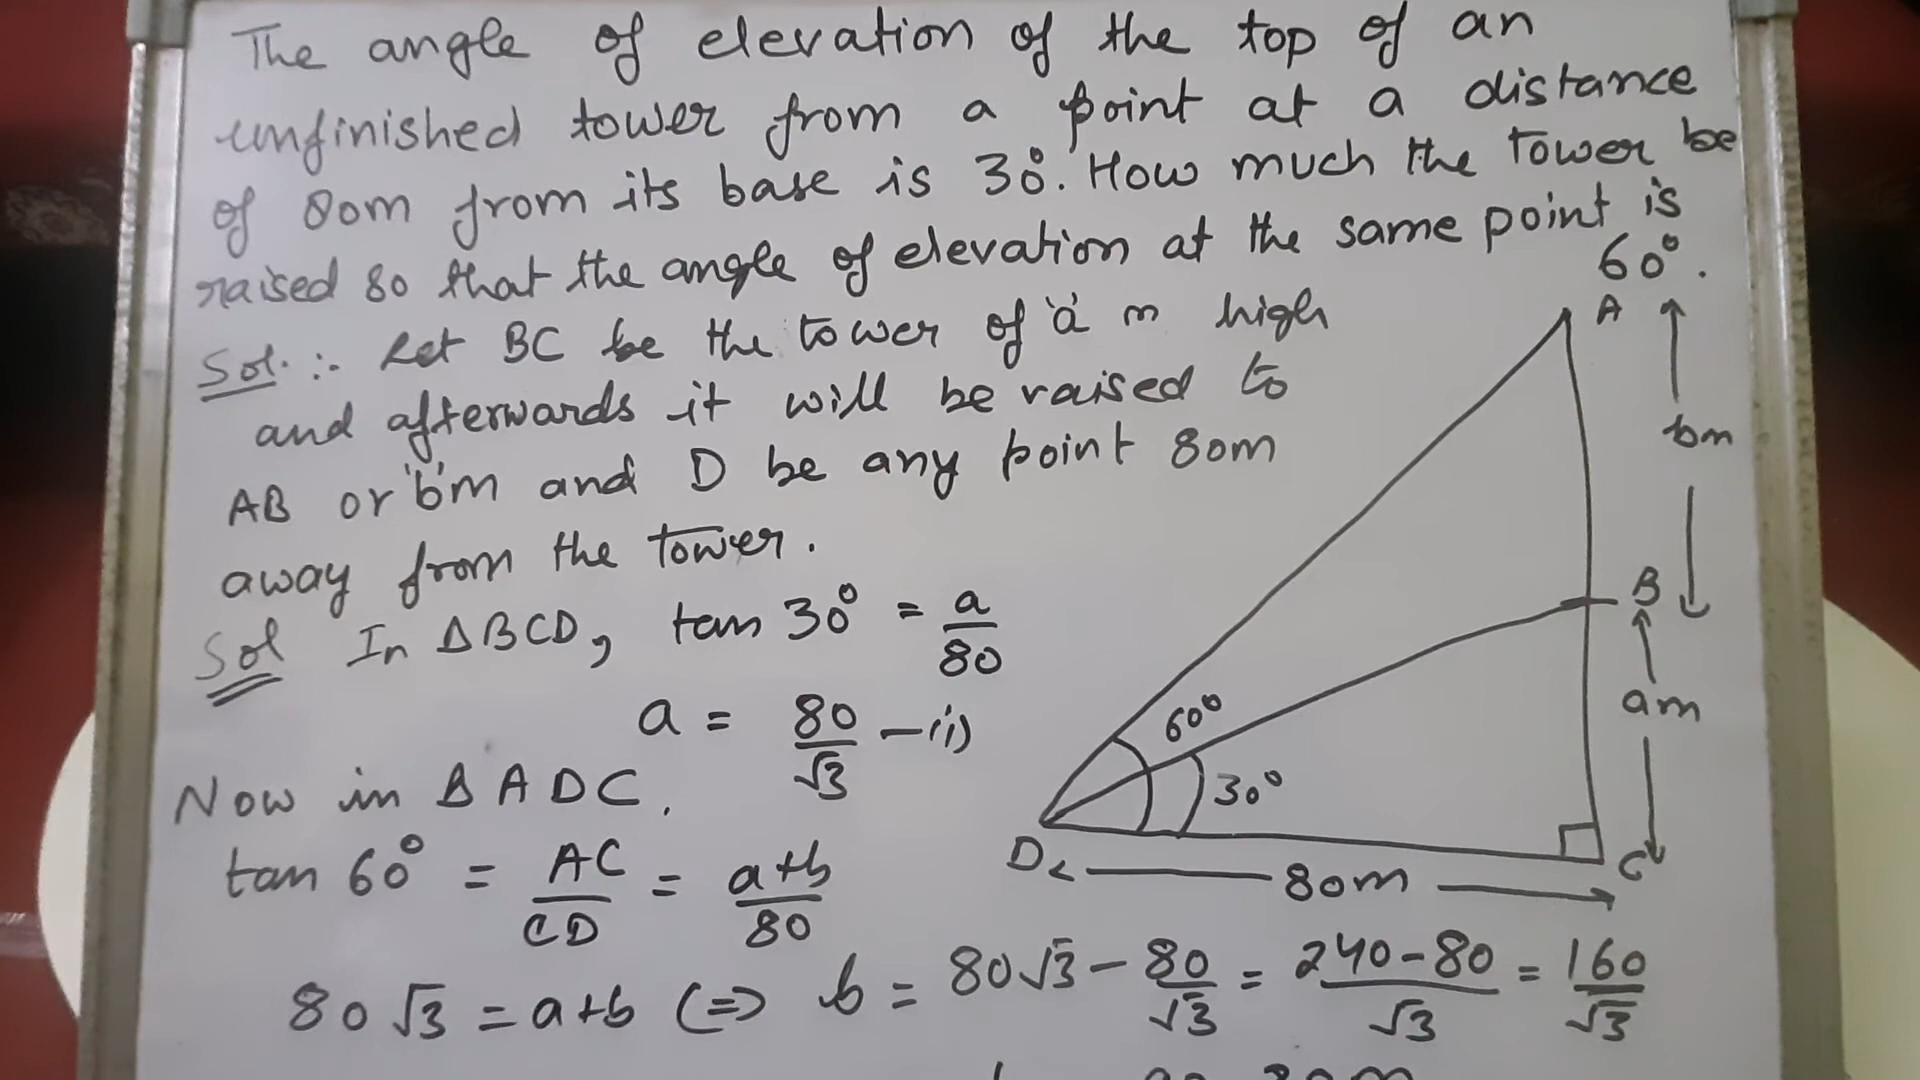 The angle of elevation of the top of an
unfinished tower from a point at a distance
of 80m from its base is 30°. How much the tower be
raised so that the angle of elevation at the same point is
60°.
Sol. :- Let BC be the tower of 'a' m high
and afterwards it will be raised to
AB or 'b'm and D be any point 80m
away from the tower.
Sol In ΔBCD, tan 30° = a/80
a = 80/√3 —(i)
Now in Δ ADC.
tan 60° = AC/CD = a+b/80
80√3 = a+b (=) b = 80√3 - 80/√3 = 240-80/√3 = 160/√3
A
bm
B
am
60°
30°
D
80m
C